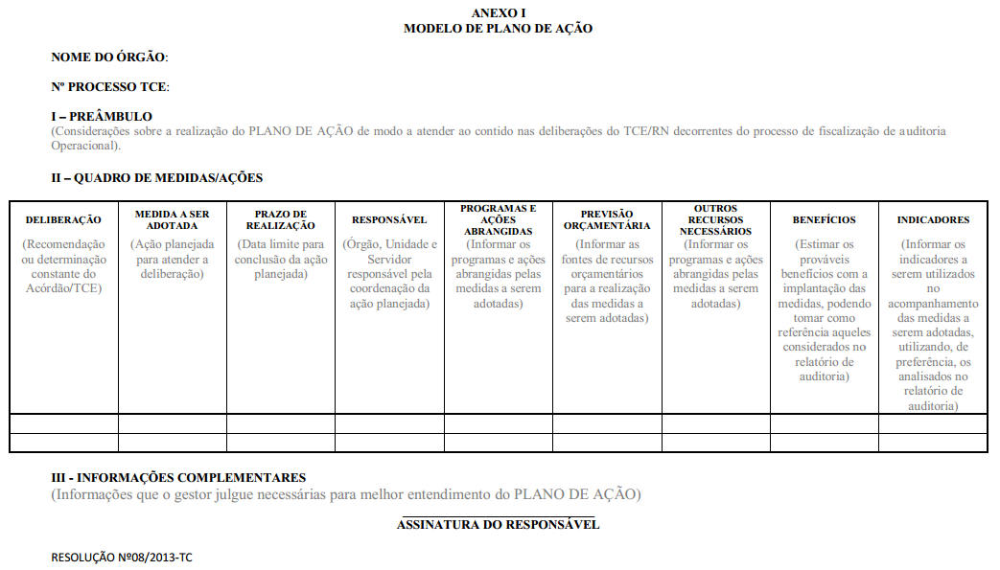 ANEXO I
MODELO DE PLANO DE AÇÃO
NOME DO ÓRGÃO:
Nº PROCESSO TCE:
I – PREÂMBULO
(Considerações sobre a realização do PLANO DE AÇÃO de modo a atender ao contido nas deliberações do TCE/RN decorrentes do processo de fiscalização de auditoria
Operacional).
II – QUADRO DE MEDIDAS/AÇÕES
DELIBERAÇÃO
(Recomendação
ou determinação
constante do
Acórdão/TCE)
MEDIDA A SER
ADOTADA
(Ação planejada
para atender a
deliberação)
PRAZO DE
REALIZAÇÃO
(Data limite para
conclusão da ação
planejada)
RESPONSÁVEL
(Órgão, Unidade e
Servidor
responsável pela
coordenação da
ação planejada)
PROGRAMAS E
AÇÕES
ABRANGIDAS
(Informar os
programas e ações
abrangidas pelas
medidas a serem
adotadas)
PREVISÃO
ORÇAMENTÁRIA
(Informar as
fontes de recursos
orçamentários
para a realização
das medidas a
serem adotadas)
OUTROS
RECURSOS
NECESSÁRIOS
(Informar os
programas e ações
abrangidas pelas
medidas a serem
adotadas)
BENEFÍCIOS
(Estimar os
prováveis
benefícios com a
implantação das
medidas, podendo
tomar como
referência aqueles
considerados no
relatório de
auditoria)
INDICADORES
(Informar os
indicadores a
serem utilizados
no
acompanhamento
das medidas a
serem adotadas,
utilizando, de
preferência, os
analisados no
relatório de
auditoria)
III - INFORMAÇÕES COMPLEMENTARES
(Informações que o gestor julgue necessárias para melhor entendimento do PLANO DE AÇÃO)
ASSINATURA DO RESPONSÁVEL
RESOLUÇÃO Nº08/2013-TC